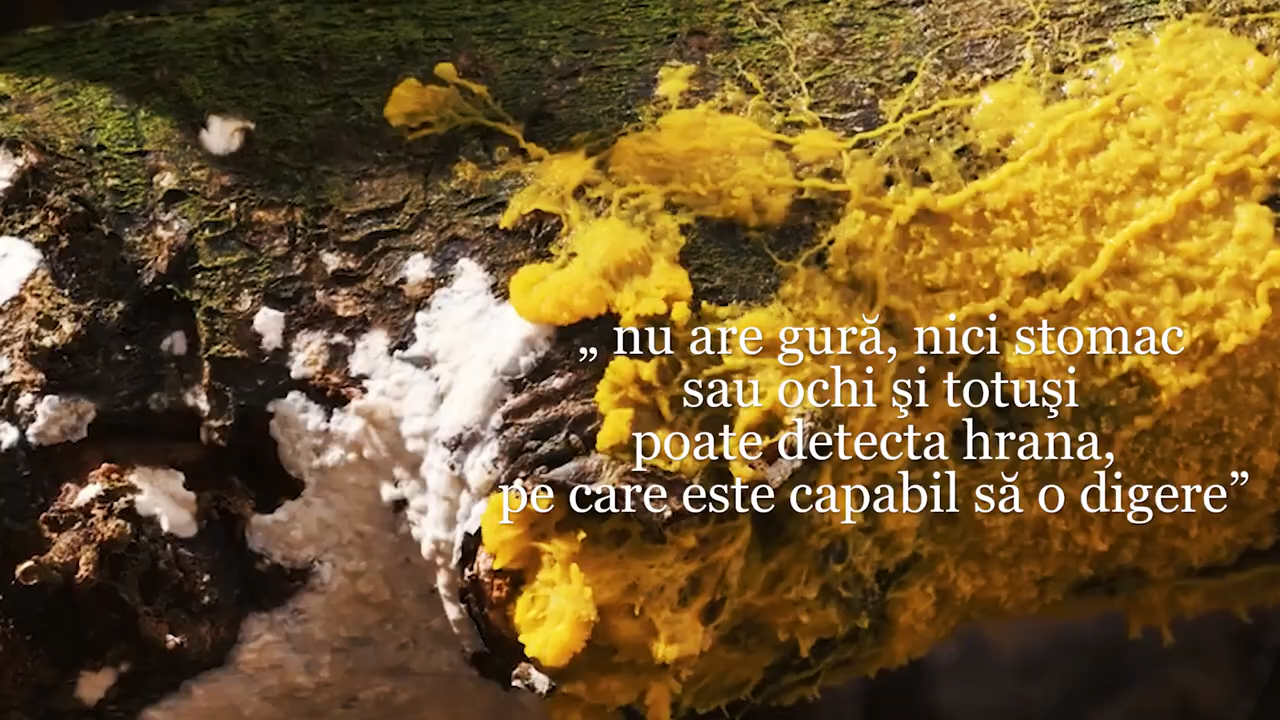 „ nu are gură, nici stomac
sau ochi şi totuşi
poate detecta hrana,
pe care este capabil să o digere”